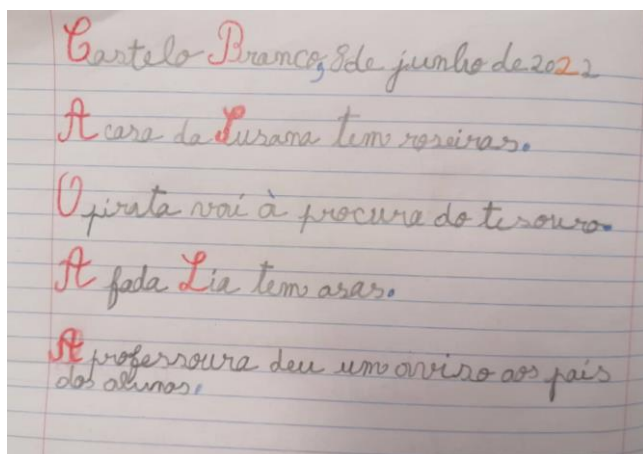 Castelo Branco, 8 de junho de 2022
A casa da Susana tem roseiras.
O pirata vai à procura do tesouro.
A fada Lia tem asas.
A professoura deu um aviso aos pais
dos alunos.